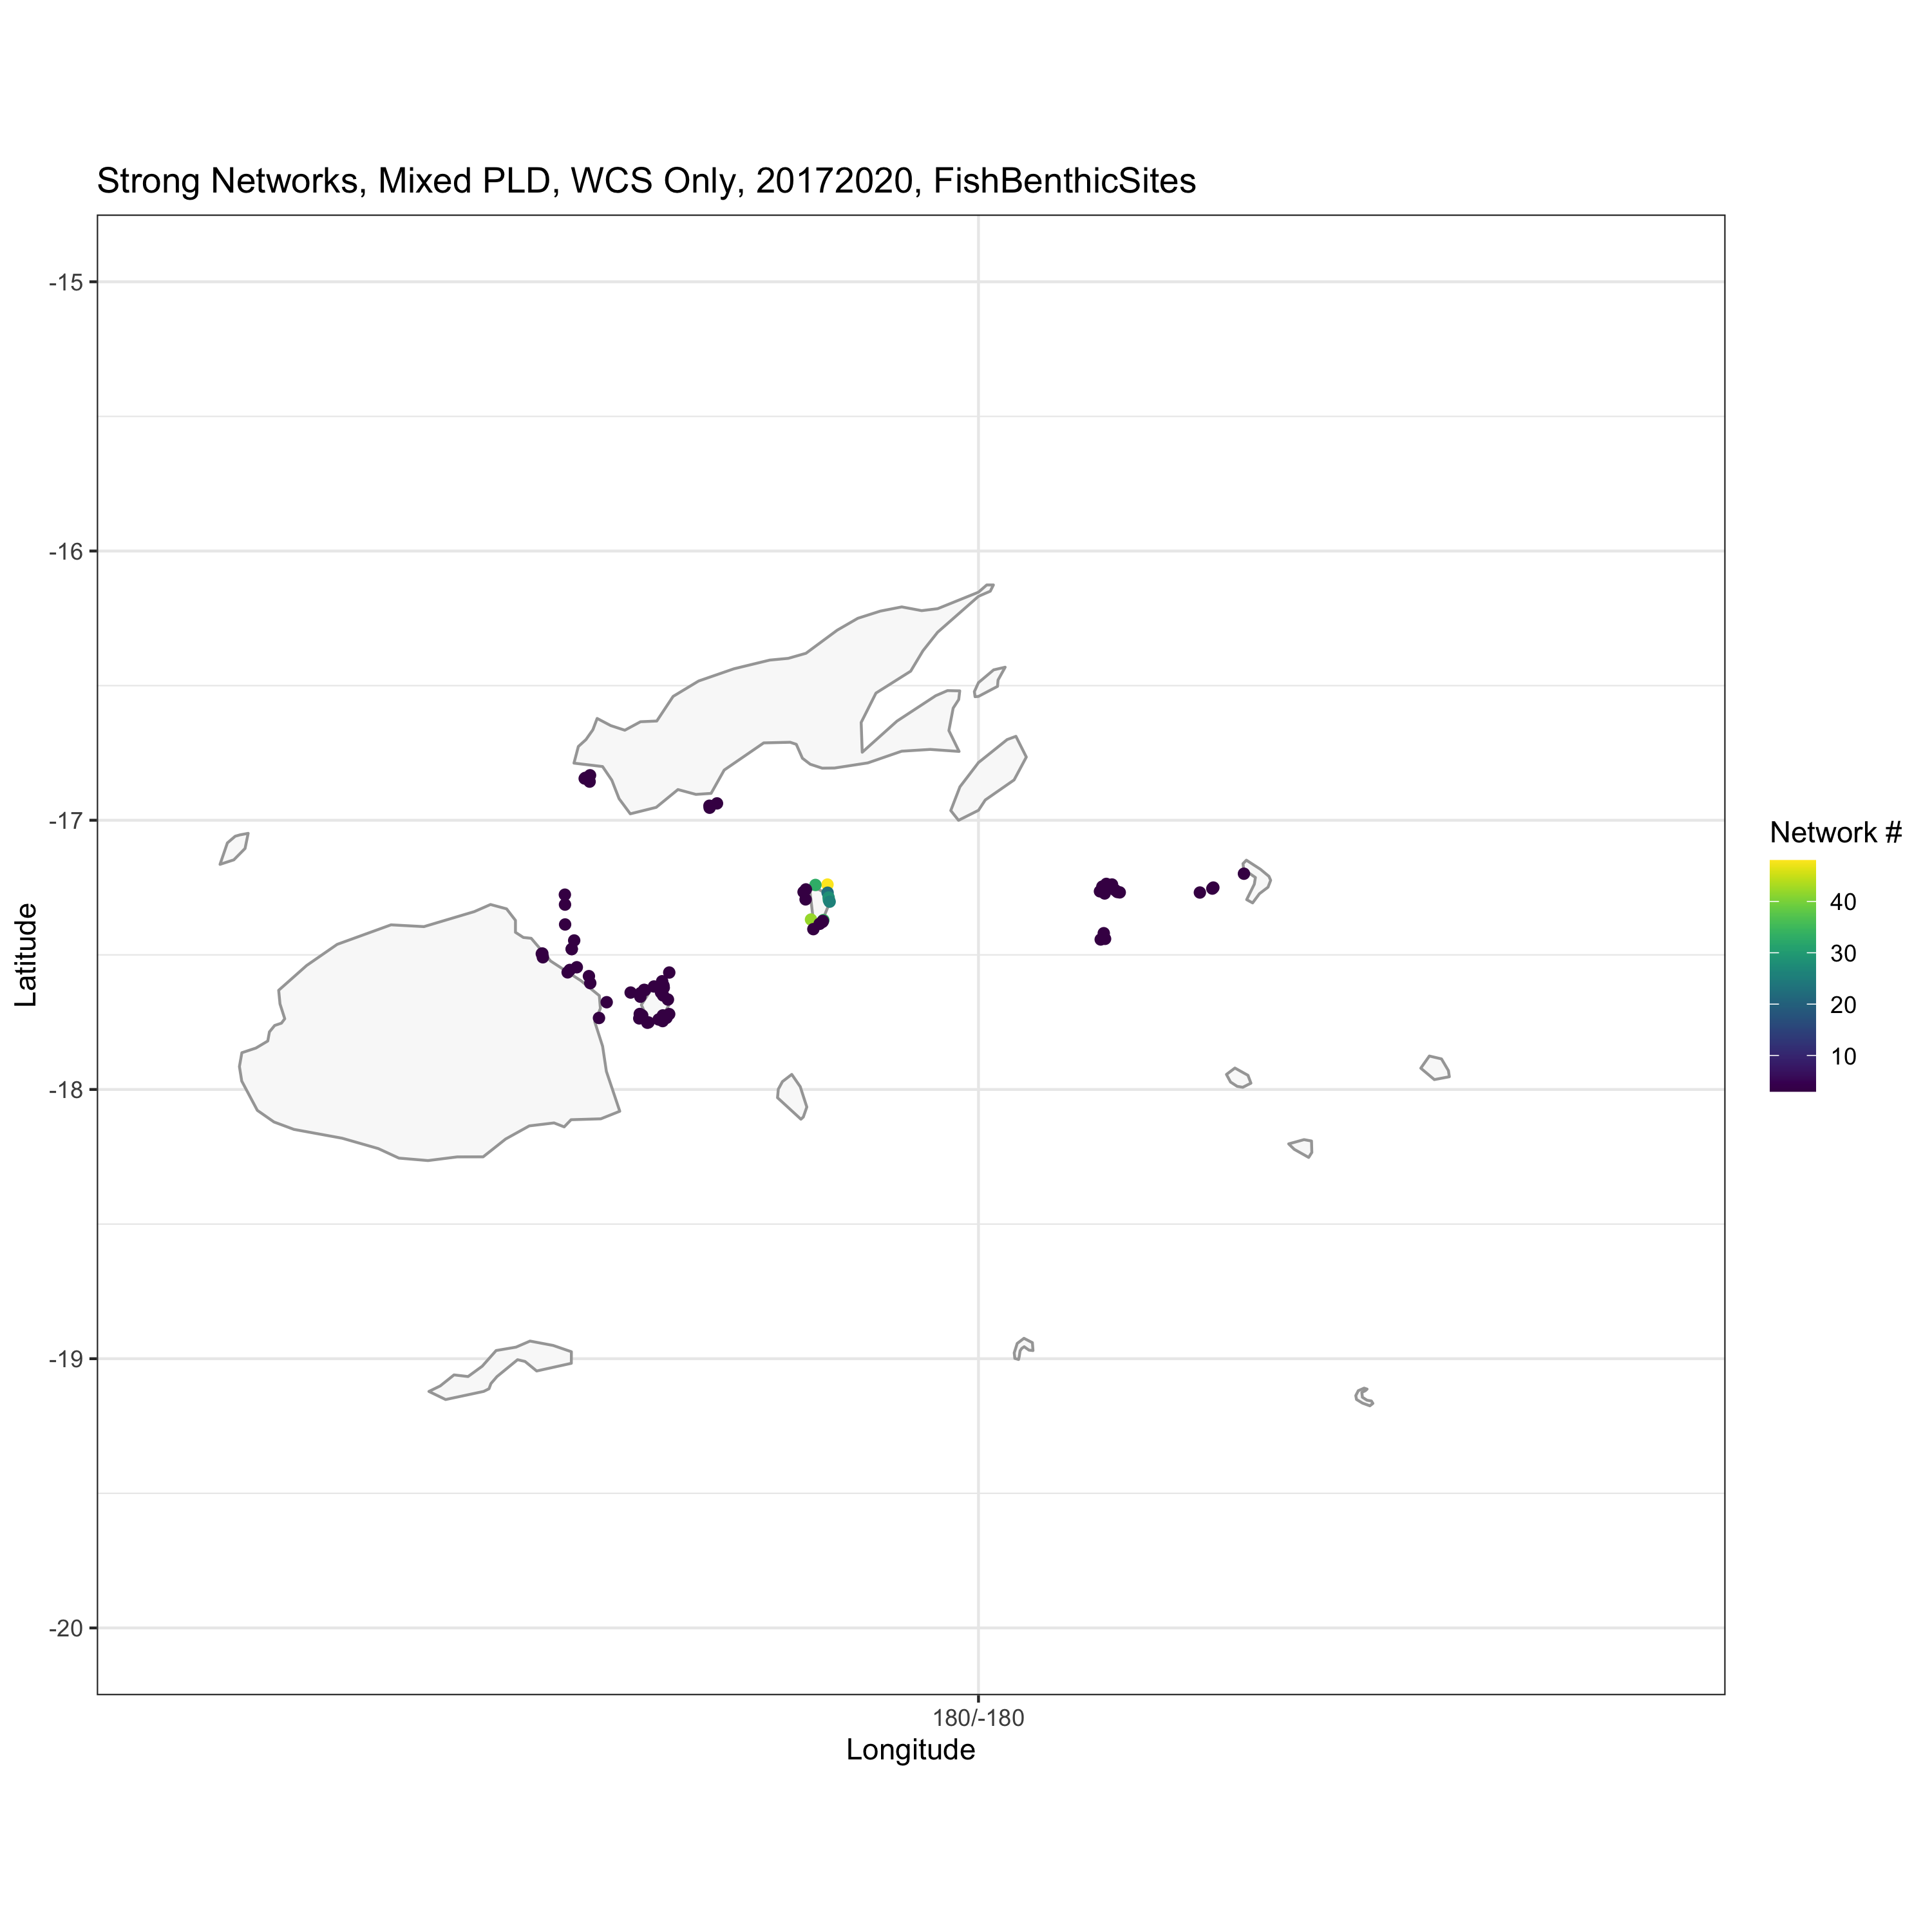 Strong Networks, Mixed PLD, WCS Only, 20172020, FishBenthicSites
-15
-16
-17
-18
-19
-20
Latitude
180/-180
Longitude
Network #
40
30
20
10